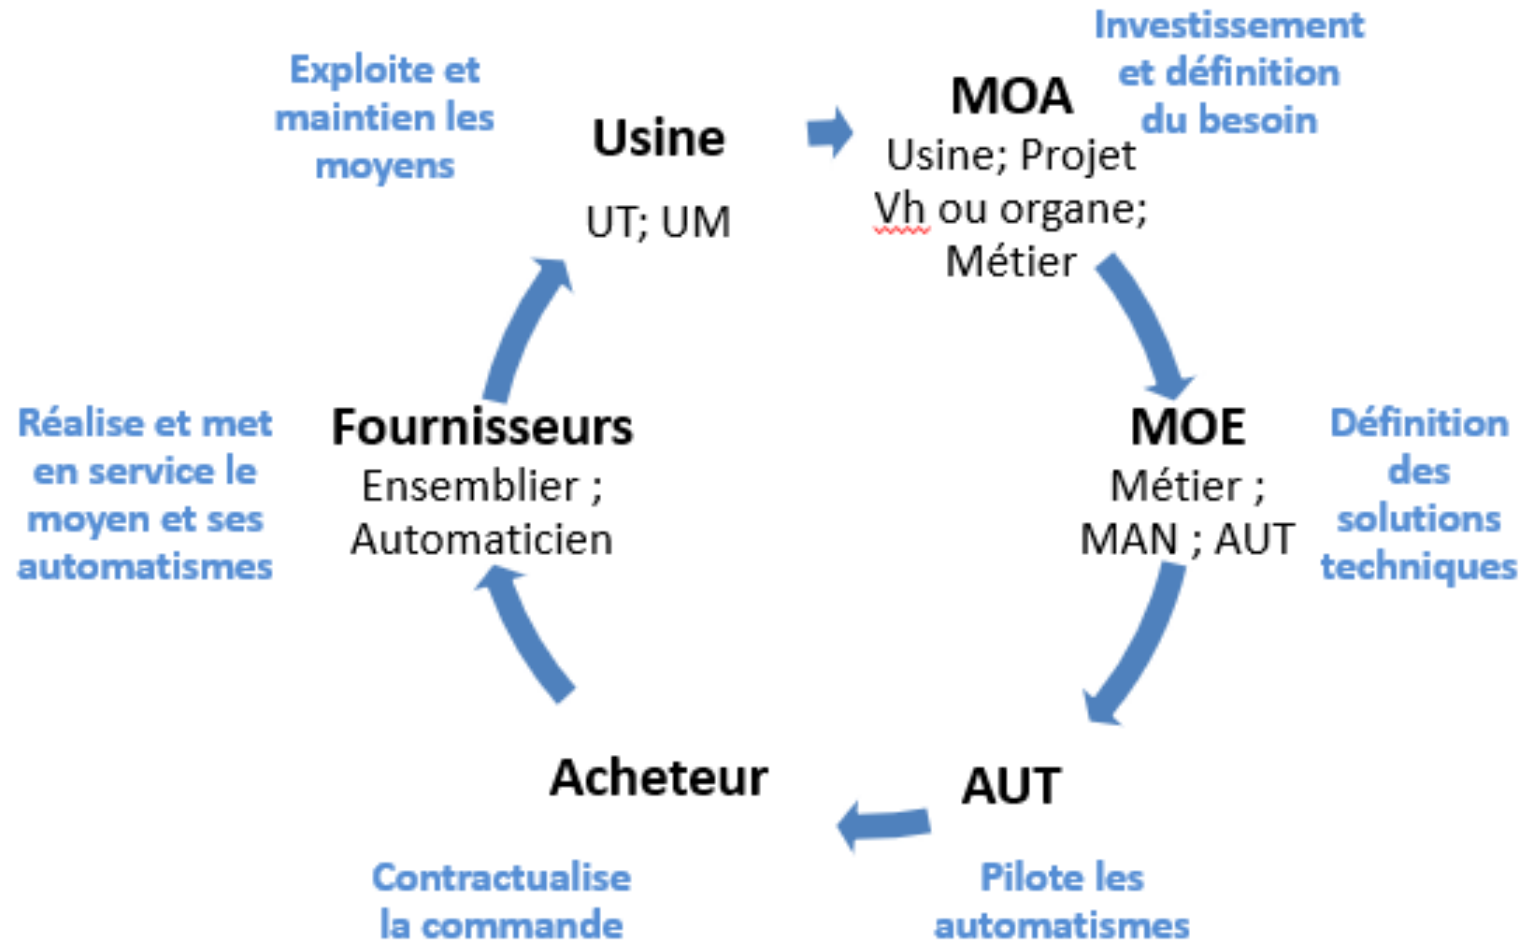 Investissement
et définition
du besoin
MOA
Usine; Projet
Vh ou organe;
Métier
MOE
Métier ;
MAN ; AUT
Définition
des
solutions
techniques
AUT
Pilote les
automatismes
Acheteur
Contractualise
la commande
Fournisseurs
Ensemblier ;
Automaticien
Réalise et met
en service le
moyen et ses
automatismes
Usine
UT; UM
Exploite et
maintien les
moyens